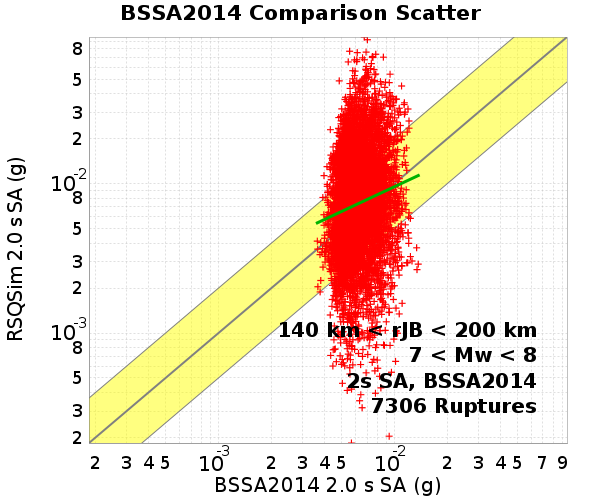 BSSA2014 Comparison Scatter
RSQSim 2.0 s SA (g)
8
5
3
2
10-2
8
5
3
2
10-3
8
5
3
2
140 km < rJB < 200 km
7 < Mw < 8
2s SA, BSSA2014
7306 Ruptures
2 3 4 5 10-3 2 3 4 5 10-2 2 3 4 5 7 9
BSSA2014 2.0 s SA (g)